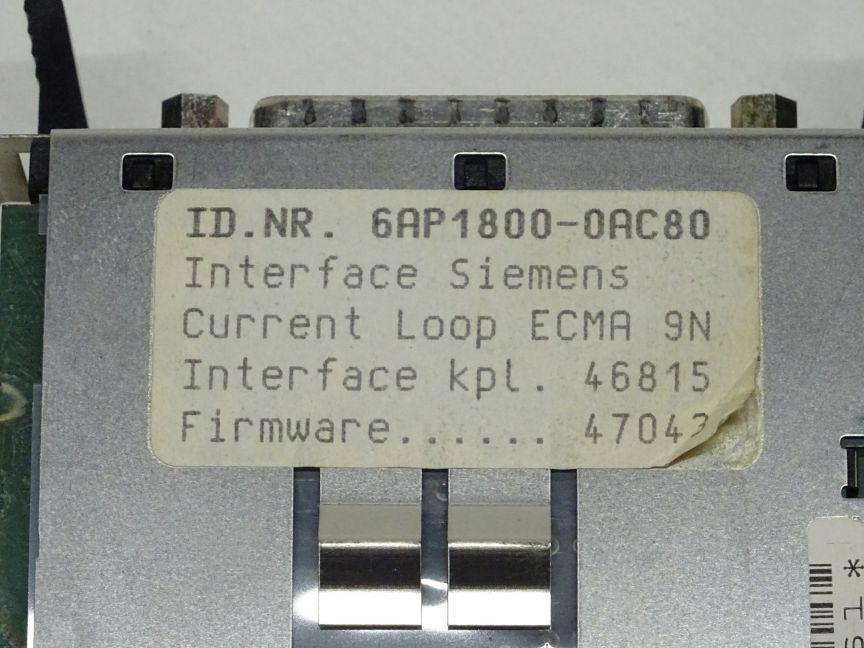 ID.NR. 6AP1800-0AC80
Interface Siemens
Current Loop ECMA 9N
Interface kpl. 46815
Firmware......